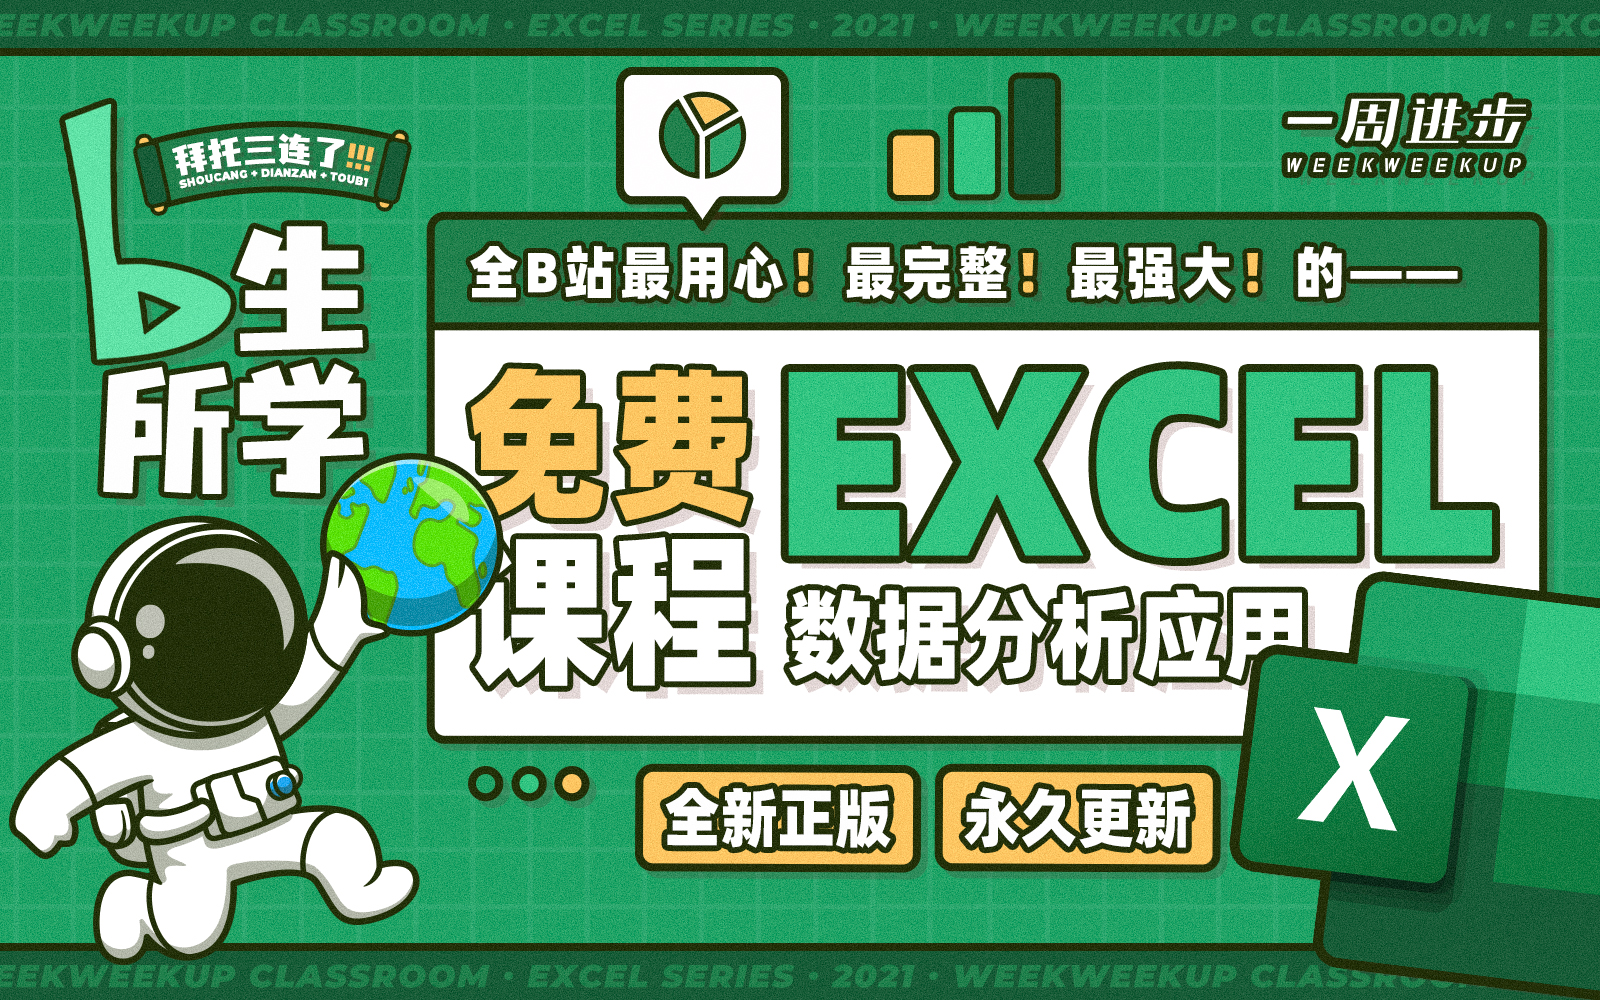 EEKWEEKUP CLASSROOM · EXCEL SERIES · 2021 · WEEKWEEKUP CLASSROOM · EXC
拜托三连了!!!
SHOUCANG + DIANZAN + TOUB1
一周进步
WEEKWEEKUP
b生
所学
全B站最用心！最完整！最强大！的——
免费
课程
EXCEL
数据分析应用
X
全新正版
永久更新
EEKWEEKUP CLASSROOM · EXCEL SERIES · 2021 · WEEKWEEKUP CLASSR